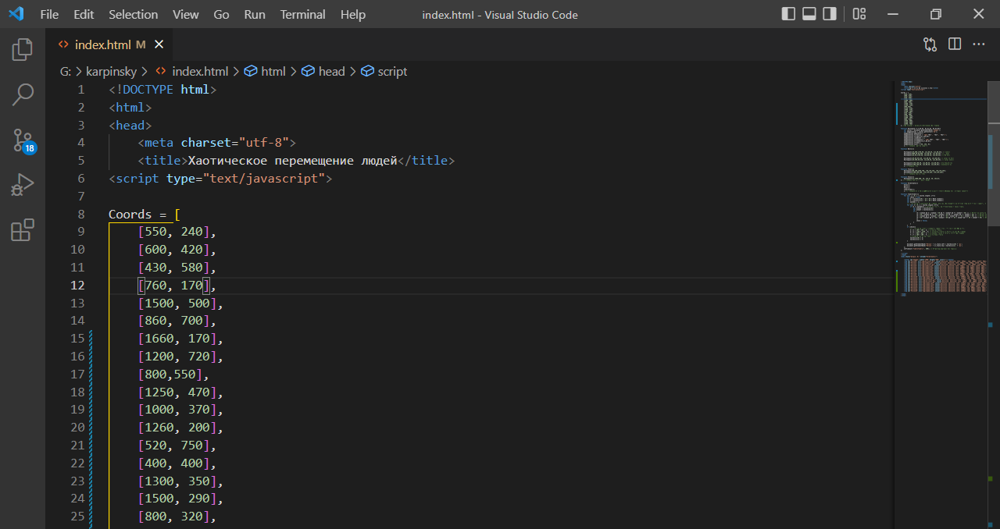 File Edit Selection View Go Run Terminal Help index.html - Visual Studio Code
index.html M
G: > karpinsky > index.html > html > head > script
1 <!DOCTYPE html>
2 <html>
3 <head>
4 <meta charset="utf-8">
5 <title>Хаотическое перемещение людей</title>
6 <script type="text/javascript">
7
8 Coords = [
9 [550, 240],
10 [600, 420],
11 [430, 580],
12 [760, 170],
13 [1500, 500],
14 [860, 700],
15 [1660, 170],
16 [1200, 720],
17 [800,550],
18 [1250, 470],
19 [1000, 370],
20 [1260, 200],
21 [520, 750],
22 [400, 400],
23 [1300, 350],
24 [1500, 290],
25 [800, 320],
18